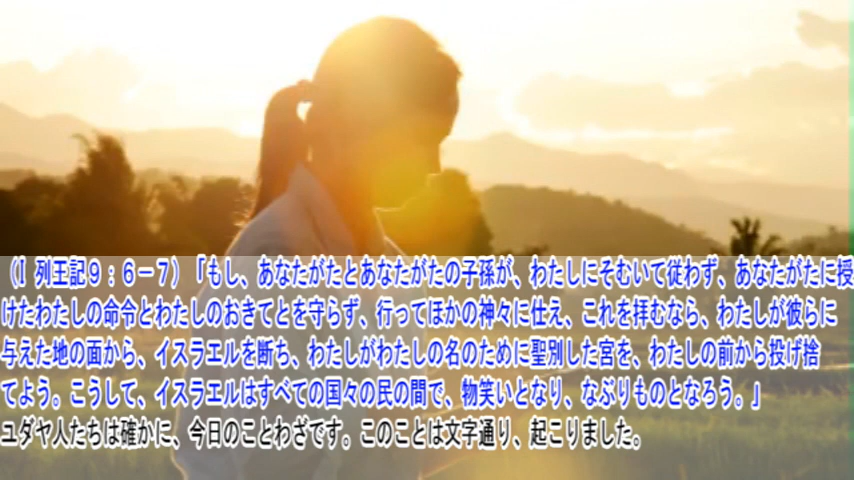 （Ⅰ 列王記９：６－７）「もし、あなたがたとあなたがたの子孫が、わたしにそむいて従わず、あなたがたに授
けたわたしの命令とわたしのおきてとを守らず、行ってほかの神々に仕え、これを拝むなら、わたしが彼らに
与えた地の面から、イスラエルを断ち、わたしがわたしの名のために聖別した宮を、わたしの前から投げ捨
てよう。こうして、イスラエルはすべての国々の民の間で、物笑いとなり、なぶりものとなろう。」
ユダヤ人たちは確かに、今日のことわざです。このことは文字通り、起こりました。